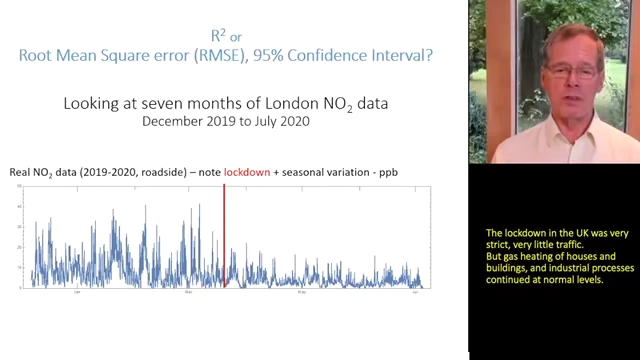 R² or
Root Mean Square error (RMSE), 95% Confidence Interval?
Looking at seven months of London NO₂ data
December 2019 to July 2020
Real NO₂ data (2019-2020, roadside) – note lockdown + seasonal variation - ppb
The lockdown in the UK was very
strict, very little traffic.
But gas heating of houses and
buildings, and industrial processes
continued at normal levels.